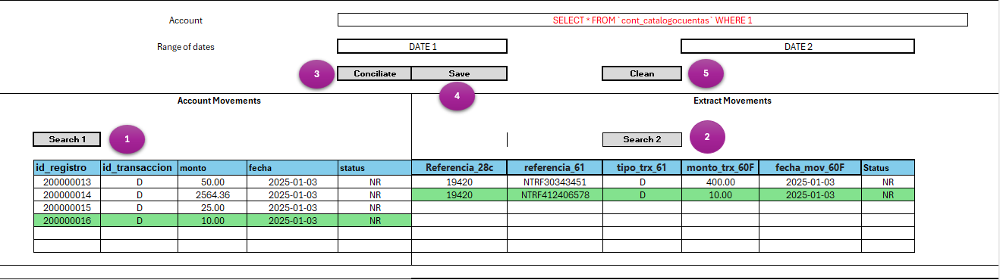 Account SELECT * FROM `cont_catalogocuentas` WHERE 1
Range of dates DATE 1 DATE 2
3 Conciliate Save Clean 5
4
Account Movements Extract Movements
Search 1 1 Search 2 2
id_registro id_transaccion monto fecha status Referencia_28c referencia_61 tipo_trx_61 monto_trx_60F fecha_mov_60F Status
200000013 D 50.00 2025-01-03 NR 19420 NTRF30343451 D 400.00 2025-01-03 NR
200000014 D 2564.36 2025-01-03 NR 19420 NTRF412406578 D 10.00 2025-01-03 NR
200000015 D 25.00 2025-01-03 NR
200000016 D 10.00 2025-01-03 NR